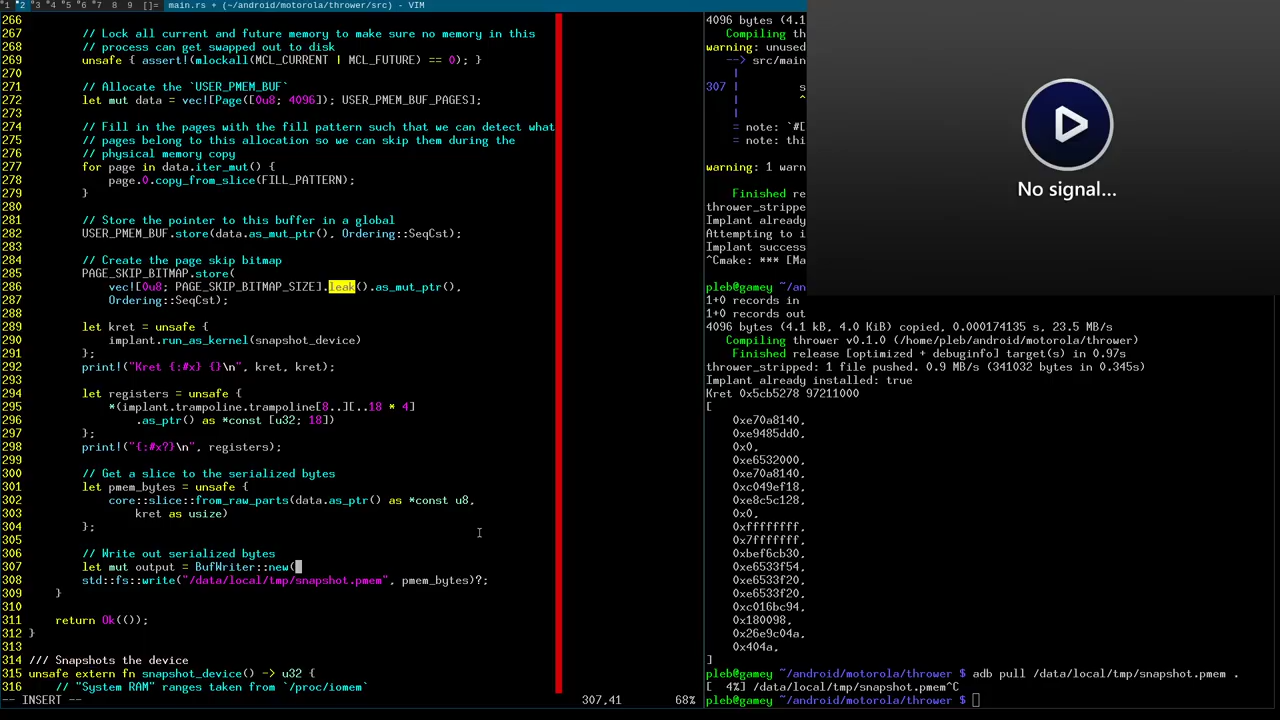 *1 *2 *3 *4 *5 *6 *7 8 9 []= main.rs + (~/android/motorola/thrower/src) - VIM
266
267 // Lock all current and future memory to make sure no memory in this
268 // process can get swapped out to disk
269 unsafe { assert!(mlockall(MCL_CURRENT | MCL_FUTURE) == 0); }
270
271 // Allocate the `USER_PMEM_BUF`
272 let mut data = vec![Page([0u8; 4096]); USER_PMEM_BUF_PAGES];
273
274 // Fill in the pages with the fill pattern such that we can detect what
275 // pages belong to this allocation so we can skip them during the
276 // physical memory copy
277 for page in data.iter_mut() {
278 page.0.copy_from_slice(FILL_PATTERN);
279 }
280
281 // Store the pointer to this buffer in a global
282 USER_PMEM_BUF.store(data.as_mut_ptr(), Ordering::SeqCst);
283
284 // Create the page skip bitmap
285 PAGE_SKIP_BITMAP.store(
286 vec![0u8; PAGE_SKIP_BITMAP_SIZE].leak().as_mut_ptr(),
287 Ordering::SeqCst);
288
289 let kret = unsafe {
290 implant.run_as_kernel(snapshot_device)
291 };
292 print!("Kret {:#x} {}\n", kret, kret);
293
294 let registers = unsafe {
295 *(implant.trampoline.trampoline[8..][..18 * 4]
296 .as_ptr() as *const [u32; 18])
297 };
298 print!("{:#x?}\n", registers);
299
300 // Get a slice to the serialized bytes
301 let pmem_bytes = unsafe {
302 core::slice::from_raw_parts(data.as_ptr() as *const u8,
303 kret as usize)
304 };
305
306 // Write out serialized bytes
307 let mut output = BufWriter::new(
308 std::fs::write("/data/local/tmp/snapshot.pmem", pmem_bytes)?;
309 }
310
311 return Ok(());
312 }
313
314 /// Snapshots the device
315 unsafe extern fn snapshot_device() -> u32 {
316 // "System RAM" ranges taken from `/proc/iomem`
-- INSERT -- 307,41 68%
4096 bytes (4.1
Compiling th
warning: unused
--> src/main
|
307 | s
| ^
|
= note: `#[
= note: thi
warning: 1 warn
Finished re
thrower_strippe
Implant already
Attempting to i
Implant success
^Cmake: *** [Ma
pleb@gamey ~/an
1+0 records in
1+0 records out
4096 bytes (4.1 kB, 4.0 KiB) copied, 0.000174135 s, 23.5 MB/s
Compiling thrower v0.1.0 (/home/pleb/android/motorola/thrower)
Finished release [optimized + debuginfo] target(s) in 0.97s
thrower_stripped: 1 file pushed. 0.9 MB/s (341032 bytes in 0.345s)
Implant already installed: true
Kret 0x5cb5278 97211000
[
0xe70a8140,
0xe9485dd0,
0x0,
0xe6532000,
0xe70a8140,
0xc049ef18,
0xe8c5c128,
0x0,
0xffffffff,
0x7fffffff,
0xbef6cb30,
0xe6533f54,
0xe6533f20,
0xe6533f20,
0xc016bc94,
0x180098,
0x26e9c04a,
0x404a,
]
pleb@gamey ~/android/motorola/thrower $ adb pull /data/local/tmp/snapshot.pmem .
[ 4%] /data/local/tmp/snapshot.pmem^C
pleb@gamey ~/android/motorola/thrower $
No signal...